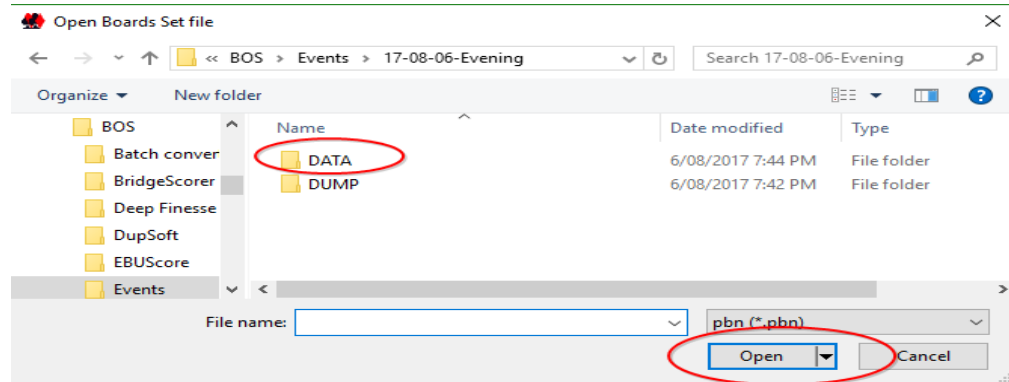 Open Boards Set file
« BOS > Events > 17-08-06-Evening
Search 17-08-06-Evening
Organize
New folder
Name
Date modified
Type
BOS
Batch conver
BridgeScorer
Deep Finesse
DupSoft
EBUScore
Events
DATA
6/08/2017 7:44 PM
File folder
DUMP
6/08/2017 7:42 PM
File folder
File name:
pbn (*.pbn)
Open
Cancel